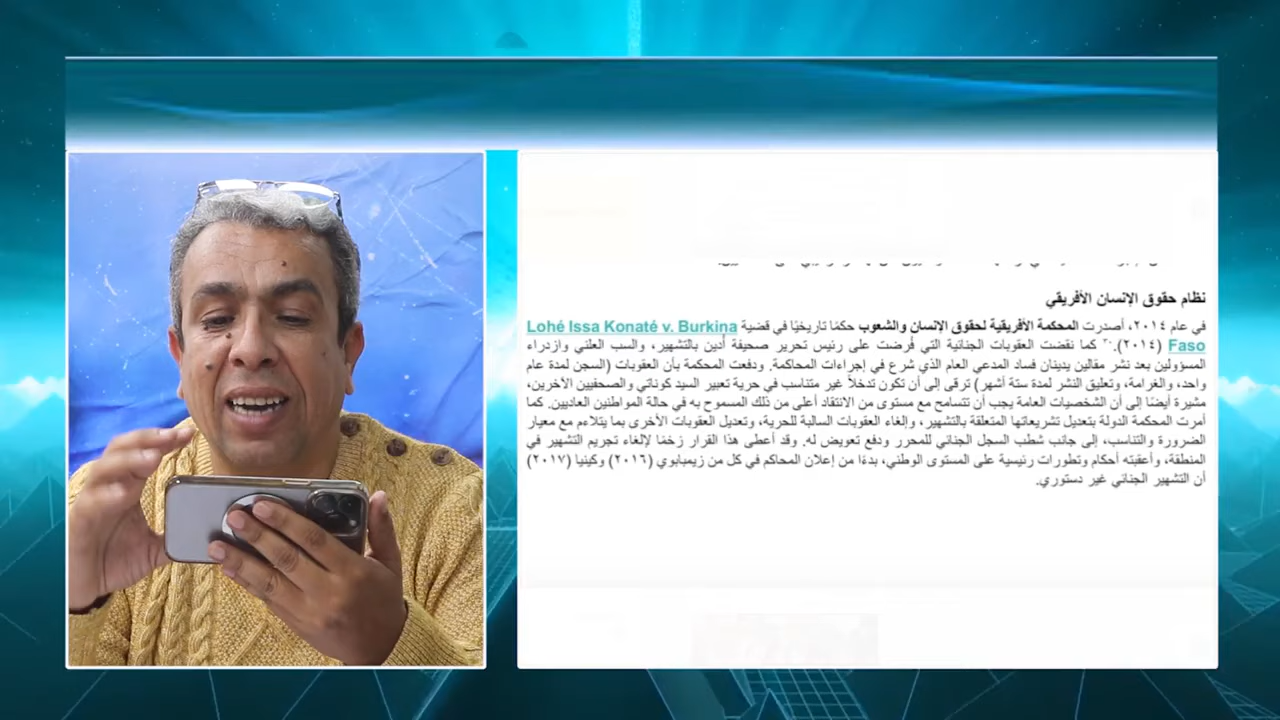 نظام حقوق الإنسان الأفريقي
في عام ٢٠١٤، أصدرت المحكمة الأفريقية لحقوق الإنسان والشعوب حكمًا تاريخيًا في قضية Lohé Issa Konaté v. Burkina
Faso (٢٠١٤).٣٠ كما نقضت العقوبات الجنائية التي فُرضت على رئيس تحرير صحيفة أُدين بالتشهير، والسب العلني وازدراء
المسؤولين بعد نشر مقالين يدينان فساد المدعي العام الذي شرع في إجراءات المحاكمة. ودفعت المحكمة بأن العقوبات (السجن لمدة عام
واحد، والغرامة، وتعليق النشر لمدة ستة أشهر) ترقى إلى أن تكون تدخلاً غير متناسب في حرية تعبير السيد كوناتي والصحفيين الآخرين،
مشيرة أيضًا إلى أن الشخصيات العامة يجب أن تتسامح مع مستوى من الانتقاد أعلى من ذلك المسموح به في حالة المواطنين العاديين. كما
أمرت المحكمة الدولة بتعديل تشريعاتها المتعلقة بالتشهير، وإلغاء العقوبات السالبة للحرية، وتعديل العقوبات الأخرى بما يتلاءم مع معيار
الضرورة والتناسب، إلى جانب شطب السجل الجنائي للمحرر ودفع تعويض له. وقد أعطى هذا القرار زخمًا لإلغاء تجريم التشهير في
المنطقة، وأعقبته أحكام وتطورات رئيسية على المستوى الوطني، بدءًا من إعلان المحاكم في كل من زيمبابوي (٢٠١٦) وكينيا (٢٠١٧)
أن التشهير الجنائي غير دستوري.